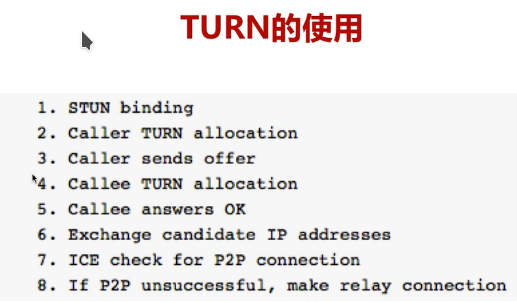 TURN的使用
1. STUN binding
2. Caller TURN allocation
3. Caller sends offer
4. Callee TURN allocation
5. Callee answers OK
6. Exchange candidate IP addresses
7. ICE check for P2P connection
8. If P2P unsuccessful, make relay connection